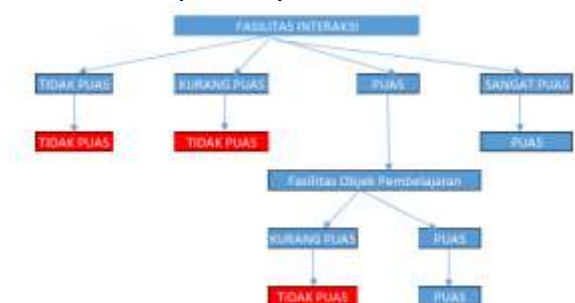 FASILITAS INTERAKSI
TIDAK PUAS KURANG PUAS PUAS SANGAT PUAS
TIDAK PUAS TIDAK PUAS PUAS
Fasilitas Objek Pembelajaran
KURANG PUAS PUAS
TIDAK PUAS PUAS